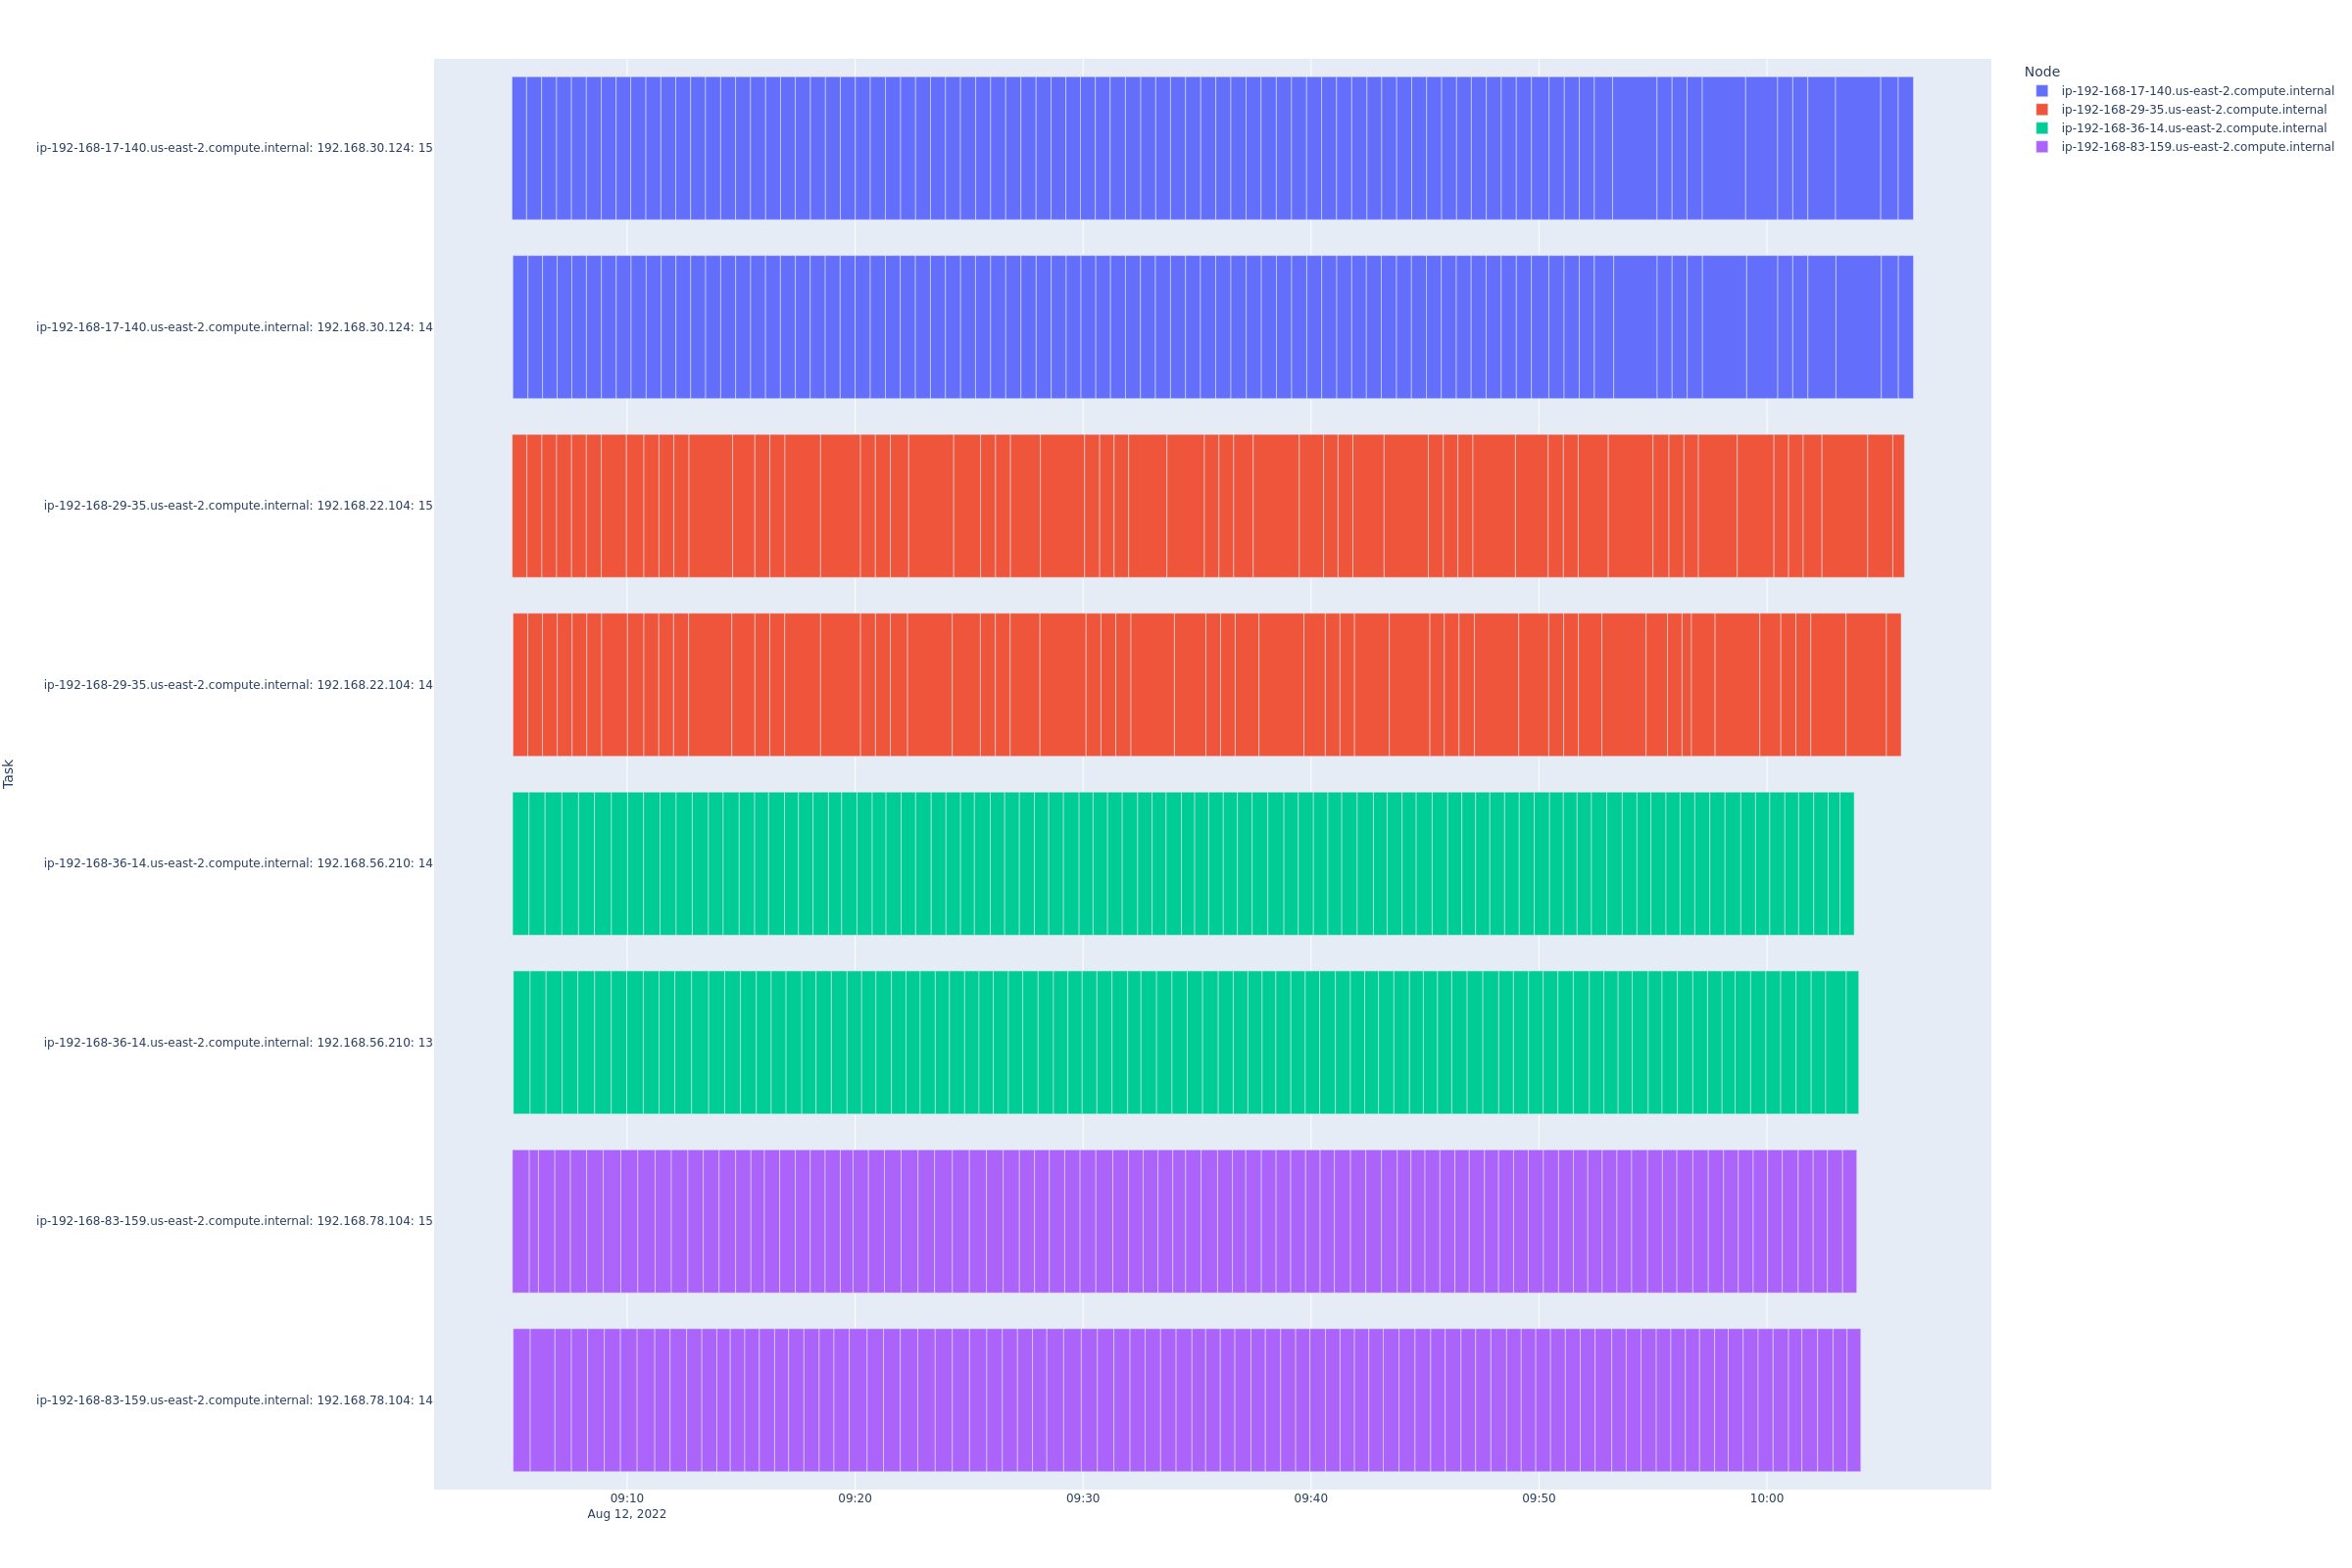 Node
ip-192-168-17-140.us-east-2.compute.internal
ip-192-168-29-35.us-east-2.compute.internal
ip-192-168-36-14.us-east-2.compute.internal
ip-192-168-83-159.us-east-2.compute.internal
ip-192-168-17-140.us-east-2.compute.internal: 192.168.30.124: 15
ip-192-168-17-140.us-east-2.compute.internal: 192.168.30.124: 14
ip-192-168-29-35.us-east-2.compute.internal: 192.168.22.104: 15
ip-192-168-29-35.us-east-2.compute.internal: 192.168.22.104: 14
Task
ip-192-168-36-14.us-east-2.compute.internal: 192.168.56.210: 14
ip-192-168-36-14.us-east-2.compute.internal: 192.168.56.210: 13
ip-192-168-83-159.us-east-2.compute.internal: 192.168.78.104: 15
ip-192-168-83-159.us-east-2.compute.internal: 192.168.78.104: 14
09:10 09:20 09:30 09:40 09:50 10:00
Aug 12, 2022